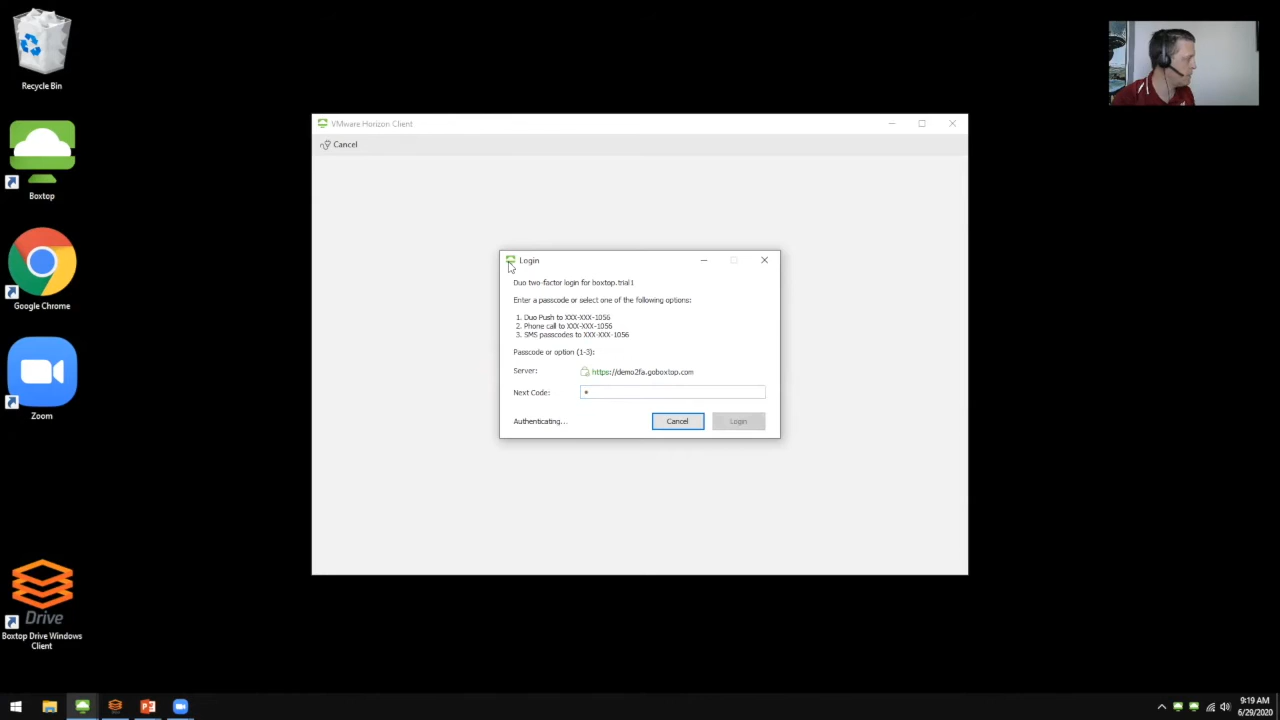 Recycle Bin
Boxtop
Google Chrome
Zoom
Drive
Boxtop Drive Windows
Client
VMware Horizon Client
Cancel
Login
Duo two-factor login for boxtop.trial1
Enter a passcode or select one of the following options:
1. Duo Push to XXX-XXX-1056
2. Phone call to XXX-XXX-1056
3. SMS passcodes to XXX-XXX-1056
Passcode or option (1-3):
Server: https://demo2fa.goboxtop.com
Next Code:
Authenticating... Cancel Login
9:19 AM
6/29/2020